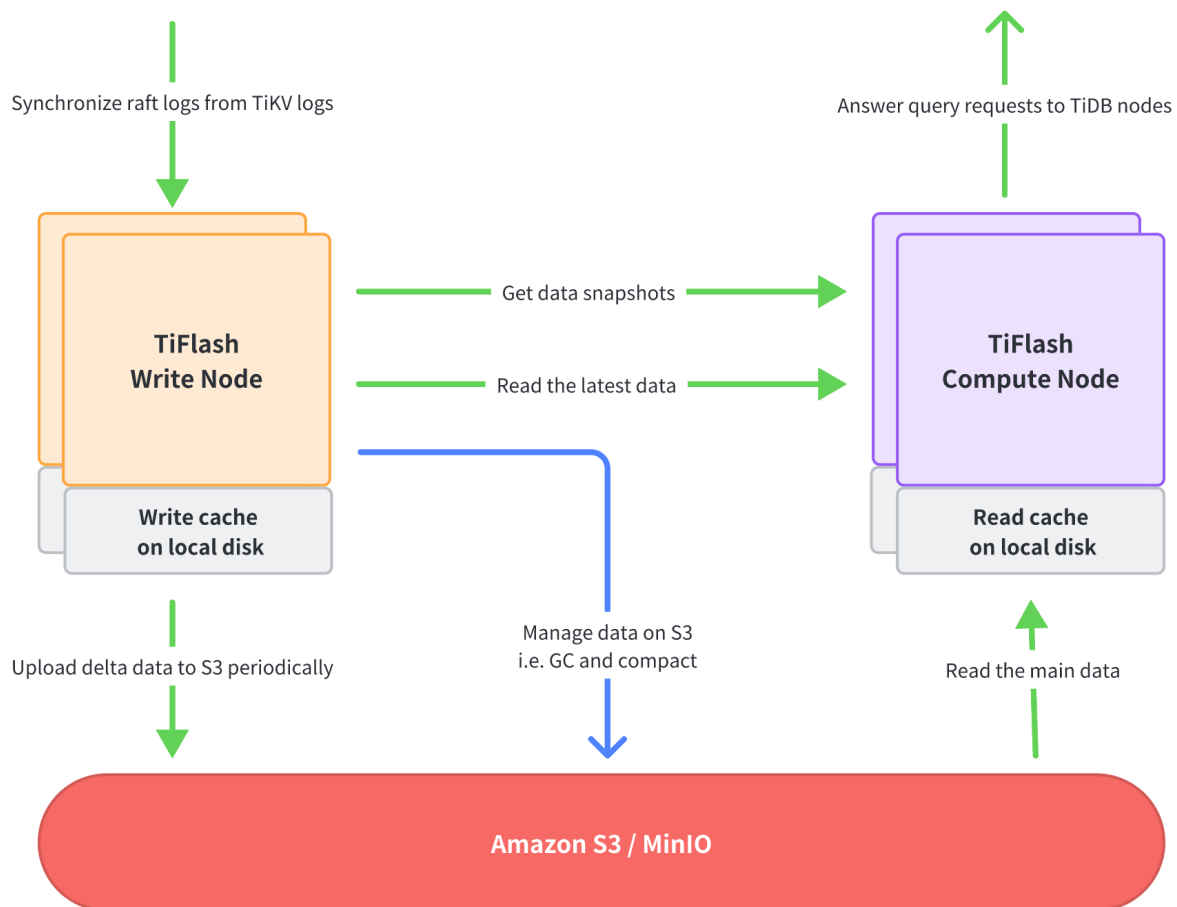 Synchronize raft logs from TiKV logs
Answer query requests to TiDB nodes
TiFlash
Write Node
Get data snapshots
Read the latest data
TiFlash
Compute Node
Write cache
on local disk
Read cache
on local disk
Upload delta data to S3 periodically
Manage data on S3
i.e. GC and compact
Read the main data
Amazon S3 / MinIO